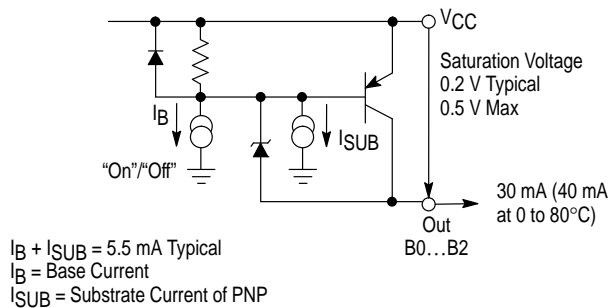 VCC
Saturation Voltage
0.2 V Typical
0.5 V Max
IB
ISUB
“On”/“Off”
30 mA (40 mA
at 0 to 80°C)
Out
B0...B2
IB + ISUB = 5.5 mA Typical
IB = Base Current
ISUB = Substrate Current of PNP